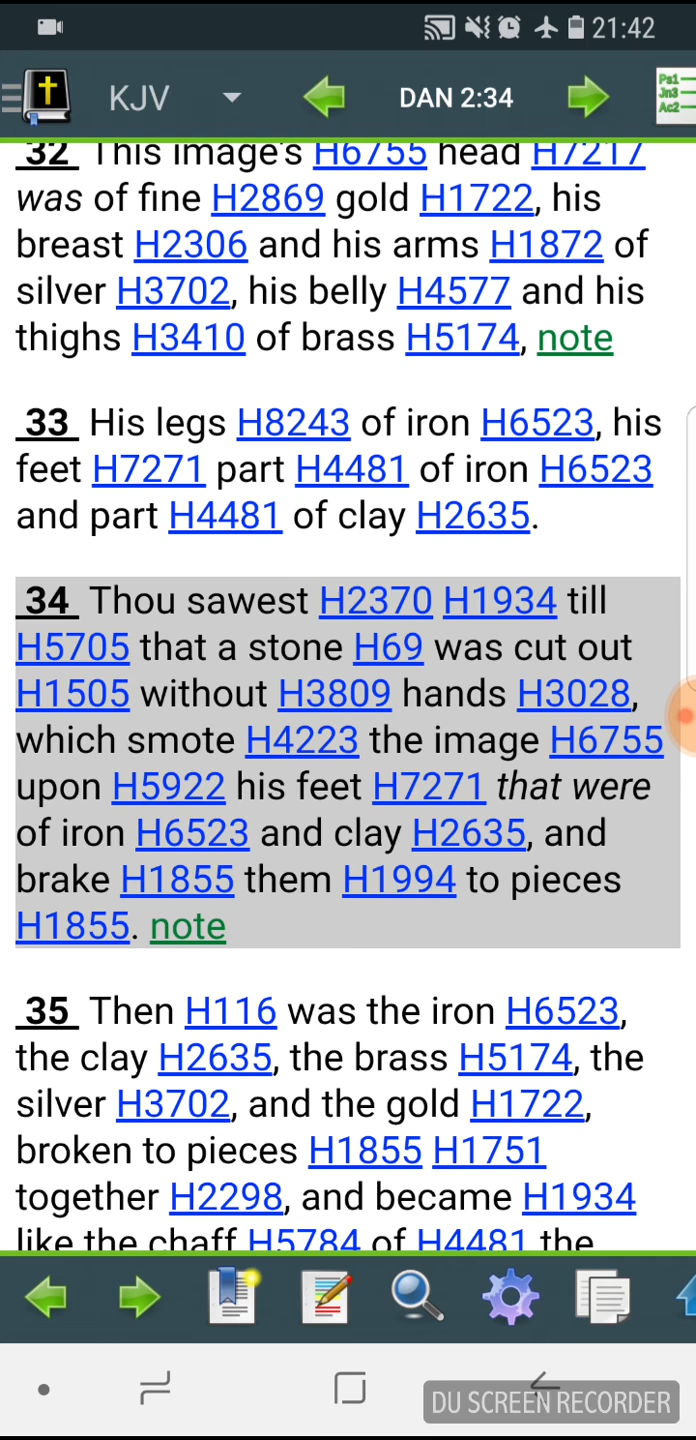 21:42
KJV DAN 2:34 Ps1
Jn3
Ac2
32 This image's H6755 head H7217
was of fine H2869 gold H1722, his
breast H2306 and his arms H1872 of
silver H3702, his belly H4577 and his
thighs H3410 of brass H5174, note
33 His legs H8243 of iron H6523, his
feet H7271 part H4481 of iron H6523
and part H4481 of clay H2635.
34 Thou sawest H2370 H1934 till
H5705 that a stone H69 was cut out
H1505 without H3809 hands H3028,
which smote H4223 the image H6755
upon H5922 his feet H7271 that were
of iron H6523 and clay H2635, and
brake H1855 them H1994 to pieces
H1855. note
35 Then H116 was the iron H6523,
the clay H2635, the brass H5174, the
silver H3702, and the gold H1722,
broken to pieces H1855 H1751
together H2298, and became H1934
like the chaff H5784 of H4481 the
DU SCREEN RECORDER